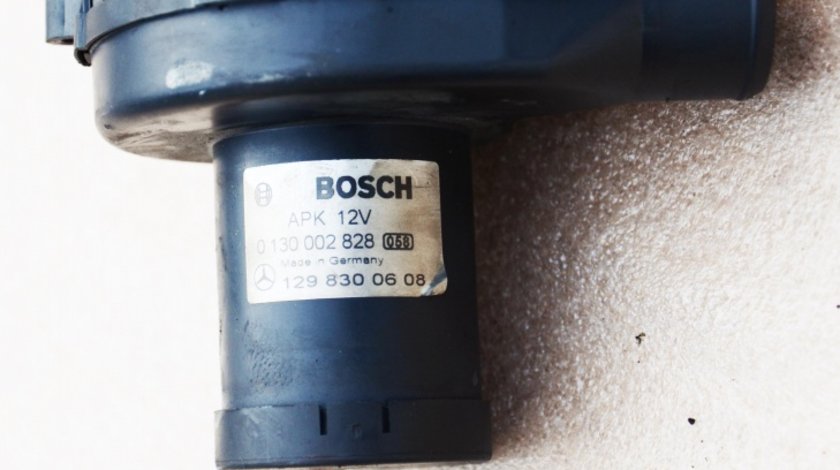 BOSCH
APK 12V
0 130 002 828 058
Made in Germany
129 830 06 08